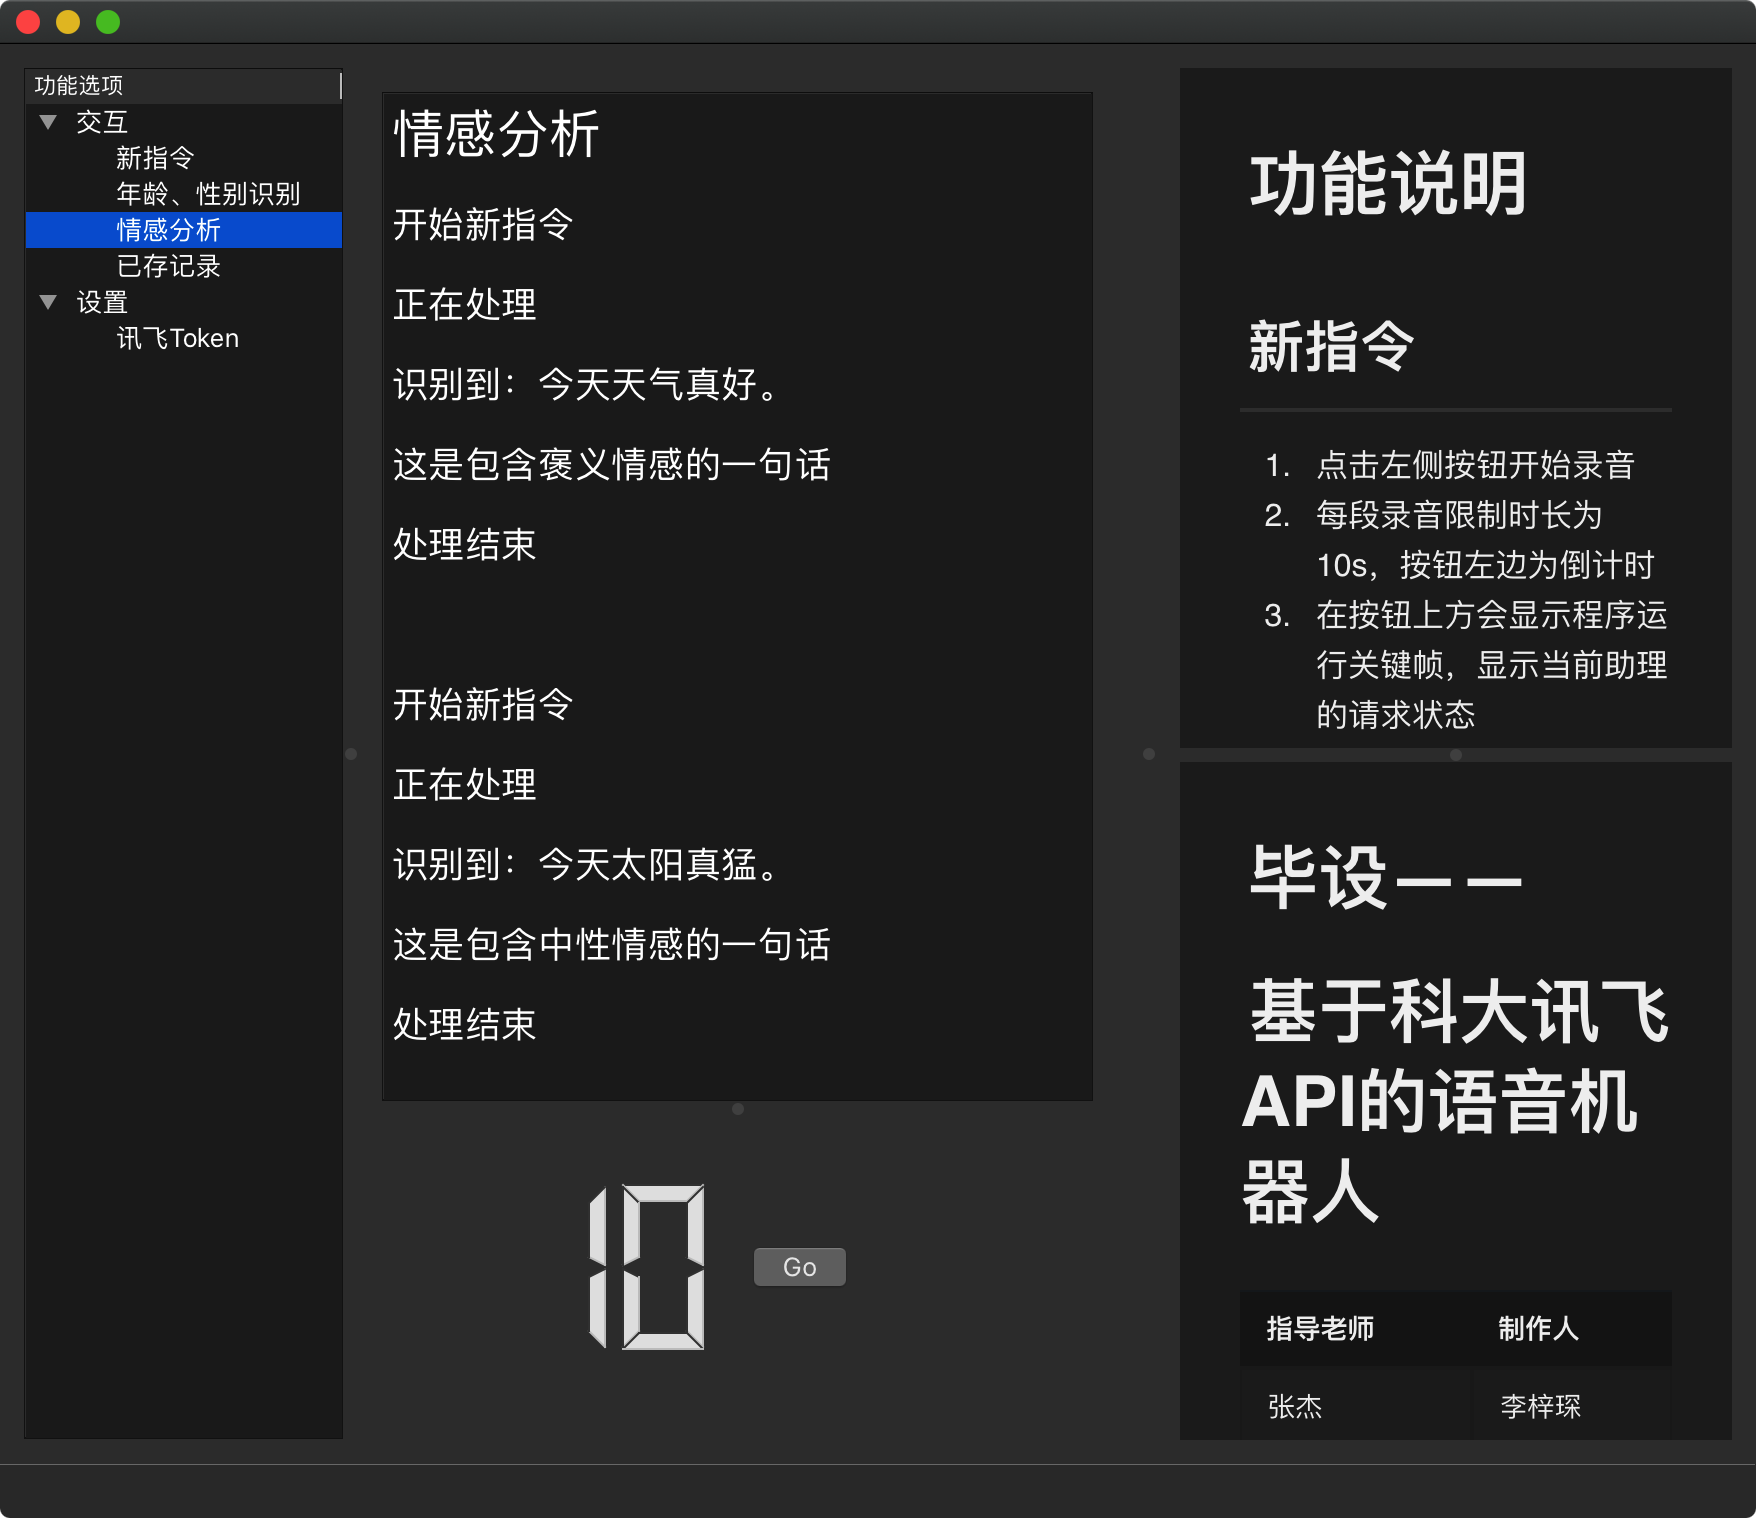 功能选项
交互
新指令
年龄、性别识别
情感分析
已存记录
设置
讯飞Token
情感分析
开始新指令
正在处理
识别到：今天天气真好。
这是包含褒义情感的一句话
处理结束
开始新指令
正在处理
识别到：今天太阳真猛。
这是包含中性情感的一句话
处理结束
10
Go
功能说明
新指令
1. 点击左侧按钮开始录音
2. 每段录音限制时长为
10s，按钮左边为倒计时
3. 在按钮上方会显示程序运
行关键帧，显示当前助理
的请求状态
毕设——
基于科大讯飞
API的语音机
器人
指导老师 制作人
张杰 李梓琛